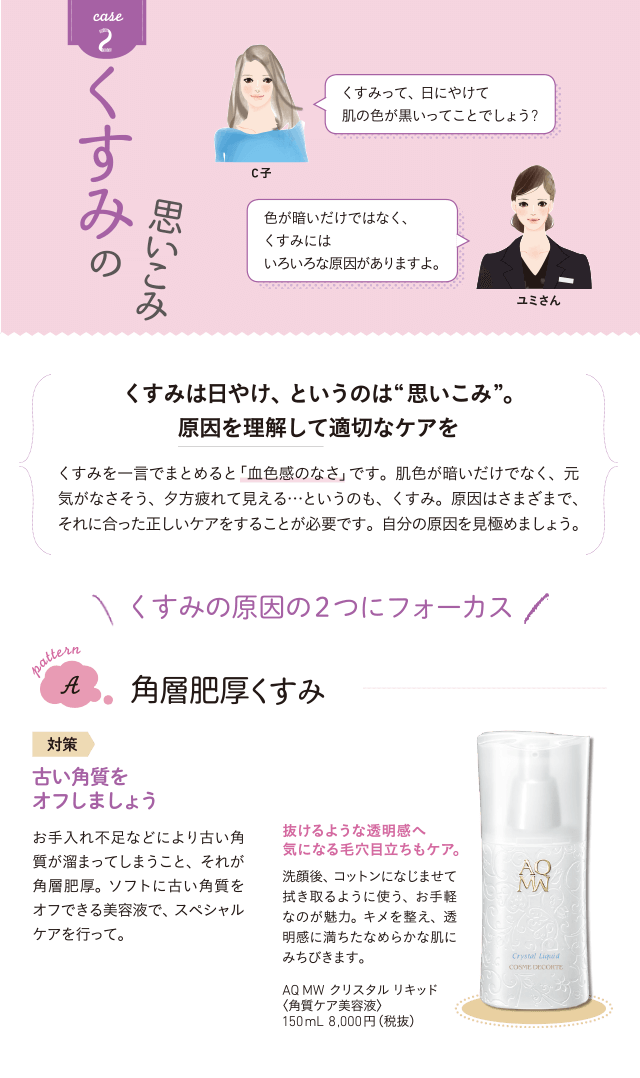 case
2
くすみの
思いこみ
くすみって、日にやけて
肌の色が黒いってことでしょう?
C子
色が暗いだけではなく、
くすみには
いろいろな原因がありますよ。
ユミさん
くすみは日やけ、というのは“思いこみ”。
原因を理解して適切なケアを
くすみを一言でまとめると「血色感のなさ」です。肌色が暗いだけでなく、元
気がなさそう、夕方疲れて見える…というのも、くすみ。原因はさまざまで、
それに合った正しいケアをすることが必要です。自分の原因を見極めましょう。
くすみの原因の2つにフォーカス
pattern
A
角層肥厚くすみ
対策
古い角質を
オフしましょう
お手入れ不足などにより古い角
質が溜まってしまうこと、それが
角層肥厚。ソフトに古い角質を
オフできる美容液で、スペシャル
ケアを行って。
抜けるような透明感へ
気になる毛穴目立ちもケア。
洗顔後、コットンになじませて
拭き取るように使う、お手軽
なのが魅力。キメを整え、透
明感に満ちたなめらかな肌に
みちびきます。
AQ MW クリスタル リキッド
〈角質ケア美容液〉
150mL 8,000円(税抜)
AQ
MW
Crystal Liquid
COSME DECORTE